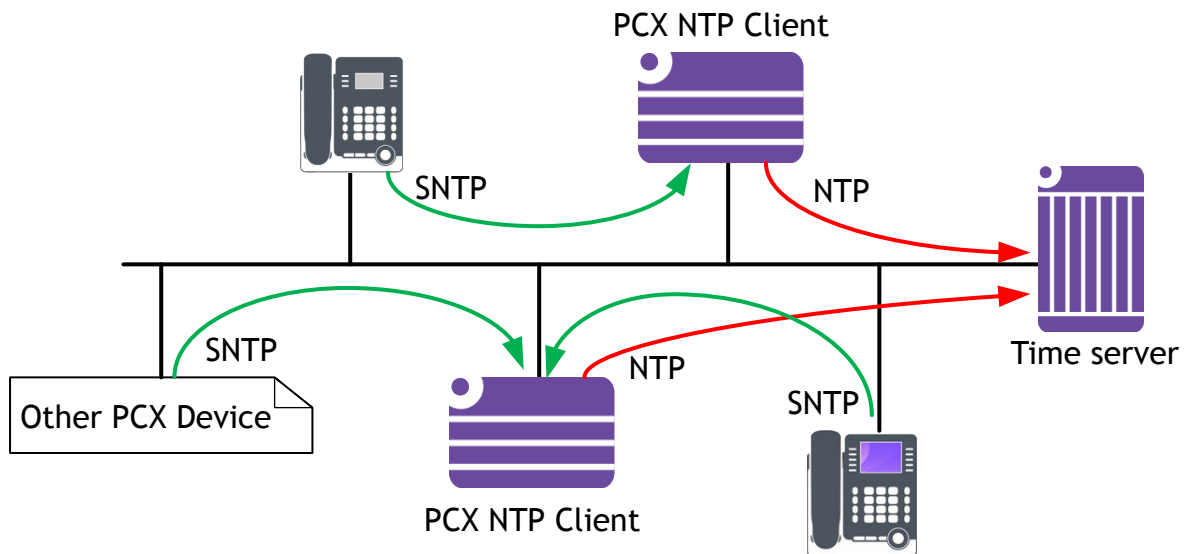 PCX NTP Client
SNTP
NTP
SNTP
NTP
Time server
Other PCX Device
SNTP
PCX NTP Client